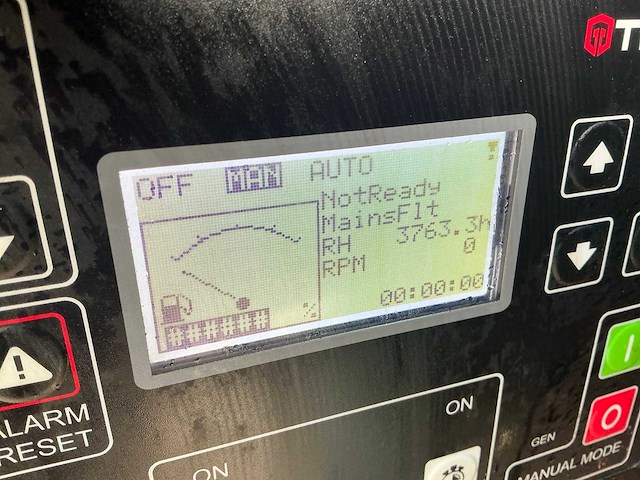 OFF MAN AUTO
NotReady
MainsFlt
RH 3763.3h
RPM 0
%
#######
00:00:00
ALARM
RESET
ON
ON
GEN
MANUAL MODE
I
O